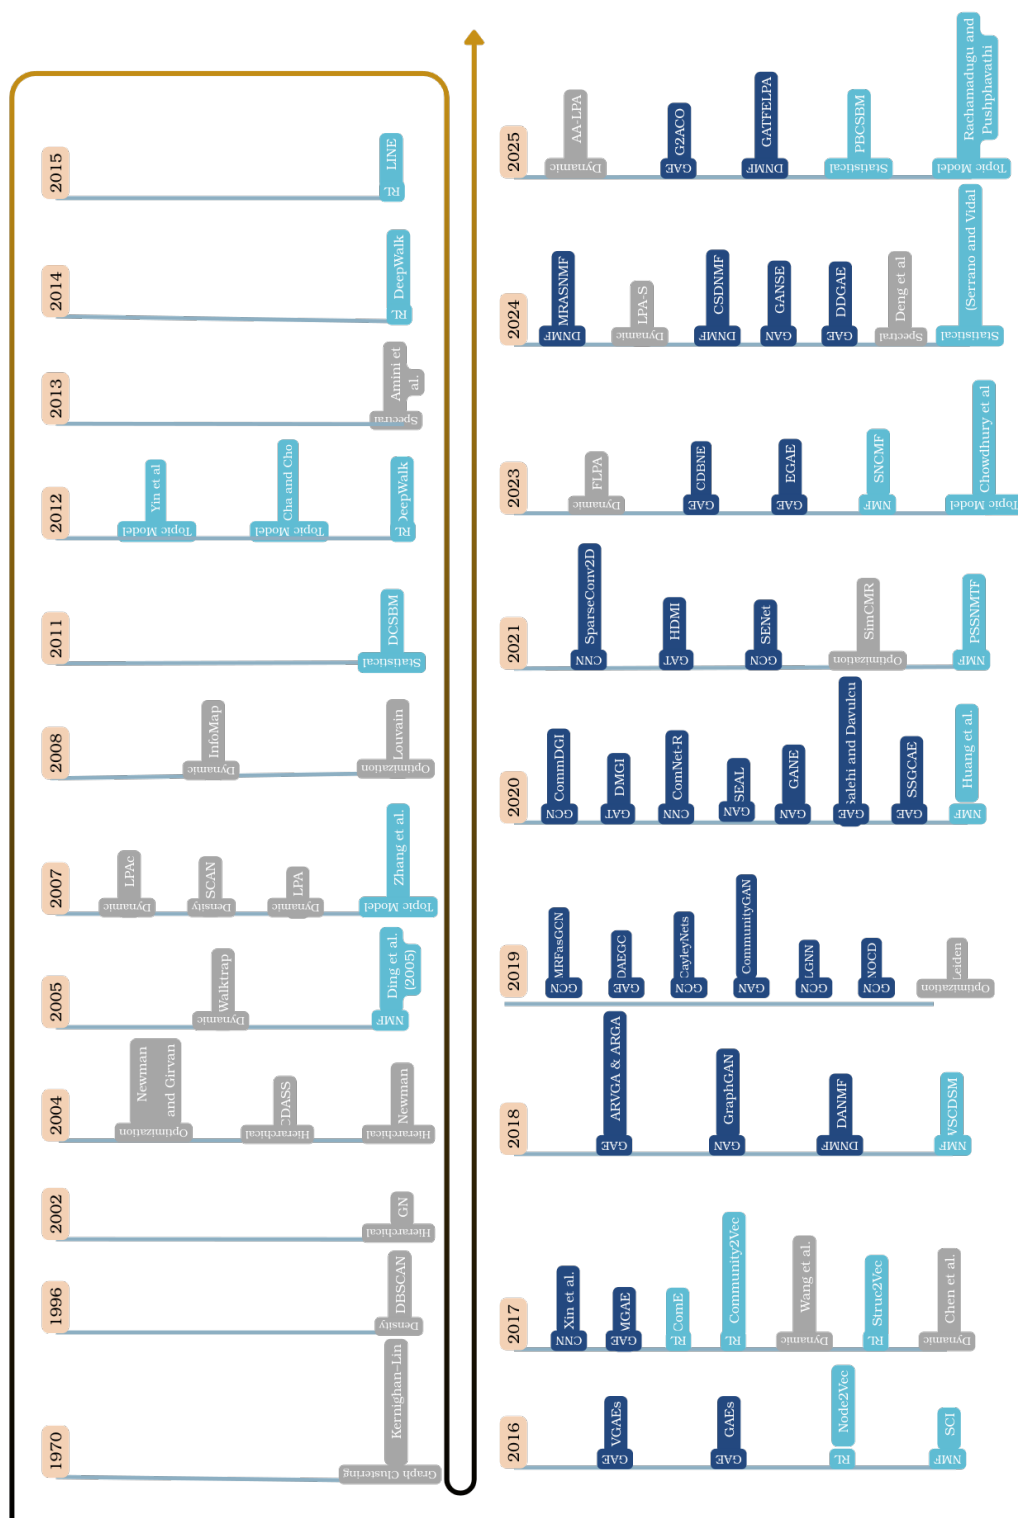 1970
Kernighan–Lin
Graph Clustering
1996
DBSCAN
Density
2002
GN
Hierarchical
2004
Newman
and Girvan
Optimization
CDASS
Hierarchical
Newman
Hierarchical
2005
Walktrap
Dynamic
Ding et al.
(2005)
NMF
2007
LPAc
Dynamic
SCAN
Density
LPA
Dynamic
Zhang et al.
Topic Model
2008
InfoMap
Dynamic
Louvain
Optimization
2011
DCSBM
Statistical
2012
Yin et al
Topic Model
Cha and Cho
Topic Model
DeepWalk
RL
2013
Amini et
al.
Spectral
2014
DeepWalk
RL
2015
LINE
RL
2016
VGAEs
GAE
GAEs
GAE
Node2Vec
RL
SCI
NMF
2017
Xin et al.
CNN
MGAE
GAE
ComE
RL
Community2Vec
RL
Wang et al.
Dynamic
Struc2Vec
RL
Chen et al.
Dynamic
2018
ARVGA & ARGA
GAE
GraphGAN
GAN
DANMF
DNMF
VSCDSM
NMF
2019
MRFasGCN
GCN
DAEGC
GAE
CayleyNets
GCN
CommunityGAN
GAN
LGNN
GCN
NOCD
GCN
Leiden
Optimization
2020
CommDGI
GCN
DMGI
GAT
ComNet-R
CNN
SEAL
GAN
GANE
GAN
Salehi and Davulcu
GAE
SSGCAE
GAE
Huang et al.
NMF
2021
SparseConv2D
CNN
HDMI
GAT
SENet
GCN
SimCMR
Optimization
PSSNMTF
NMF
2023
FLPA
Dynamic
CDBNE
GAE
EGAE
GAE
SNCMF
NMF
Chowdhury et al
Topic Model
2024
MRASNMF
DNMF
LPA-S
Dynamic
CSDNMF
DNMF
GANSE
GAN
DDGAE
GAE
Deng et al
Spectral
(Serrano and Vidal
Statistical
2025
AA-LPA
Dynamic
G2ACO
GAE
GATFELPA
DNMF
PBCSBM
Statistical
Rachamadugu and
Pushphavathi
Topic Model